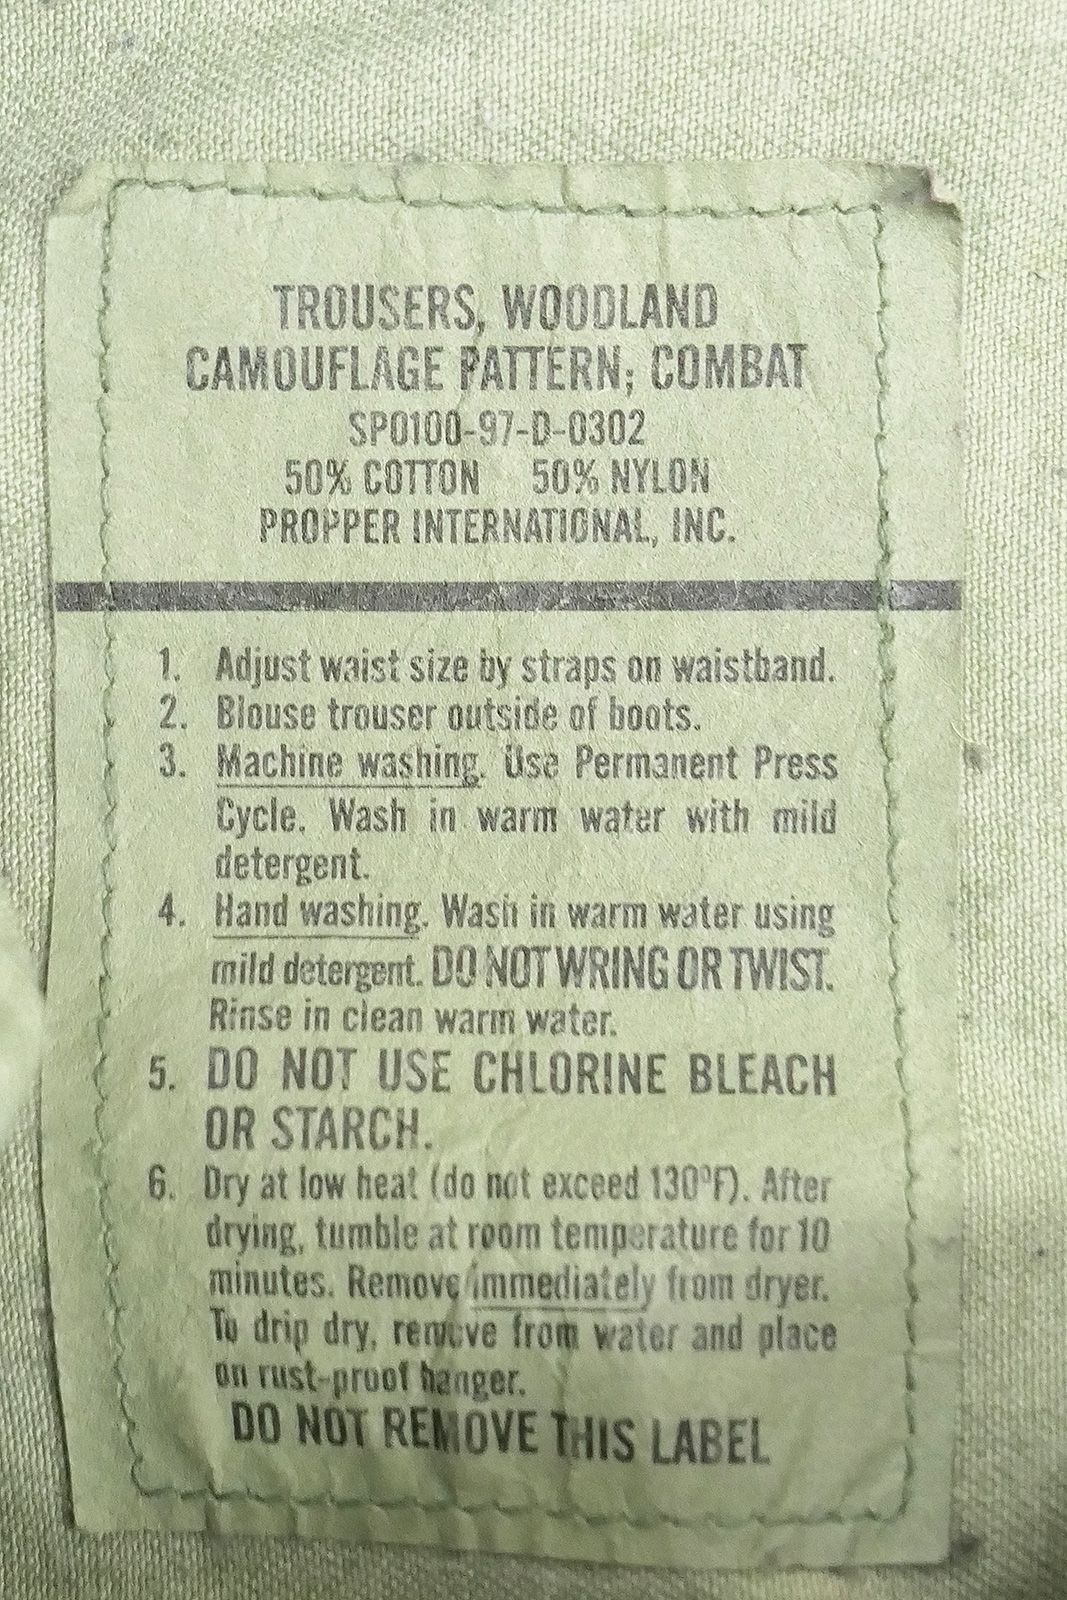 TROUSERS, WOODLAND
CAMOUFLAGE PATTERN; COMBAT
SPO100-97-D-0302
50% COTTON 50% NYLON
PROPPER INTERNATIONAL, INC.
1. Adjust waist size by straps on waistband.
2. Blouse trouser outside of boots.
3. Machine washing. Use Permanent Press
Cycle. Wash in warm water with mild
detergent.
4. Hand washing. Wash in warm water using
mild detergent. DO NOT WRING OR TWIST.
Rinse in clean warm water.
5. DO NOT USE CHLORINE BLEACH
OR STARCH.
6. Dry at low heat (do not exceed 130ºF). After
drying, tumble at room temperature for 10
minutes. Remove immediately from dryer.
To drip dry, remove from water and place
on rust-proof hanger.
DO NOT REMOVE THIS LABEL